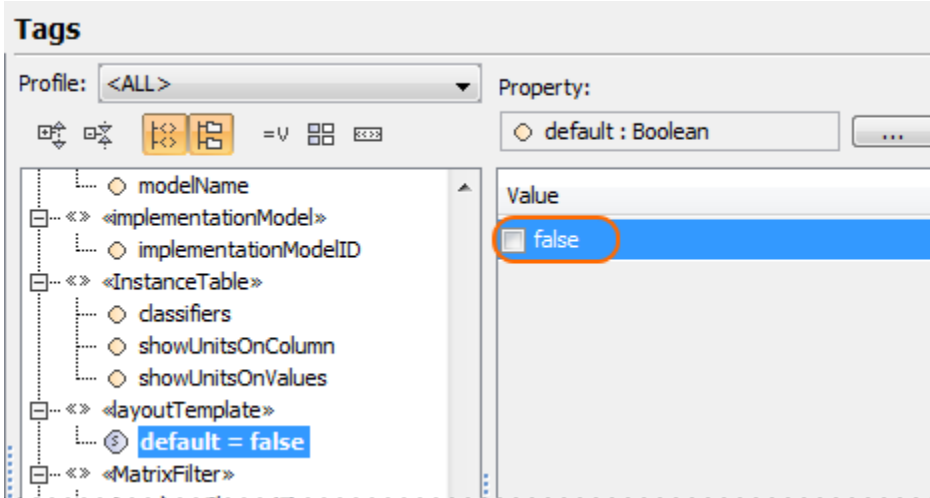 Tags
Profile: <ALL>
Property:
=V
default : Boolean
...
modelName
«implementationModel»
implementationModelID
«InstanceTable»
classifiers
showUnitsOnColumn
showUnitsOnValues
«layoutTemplate»
default = false
«MatrixFilter»
Value
false